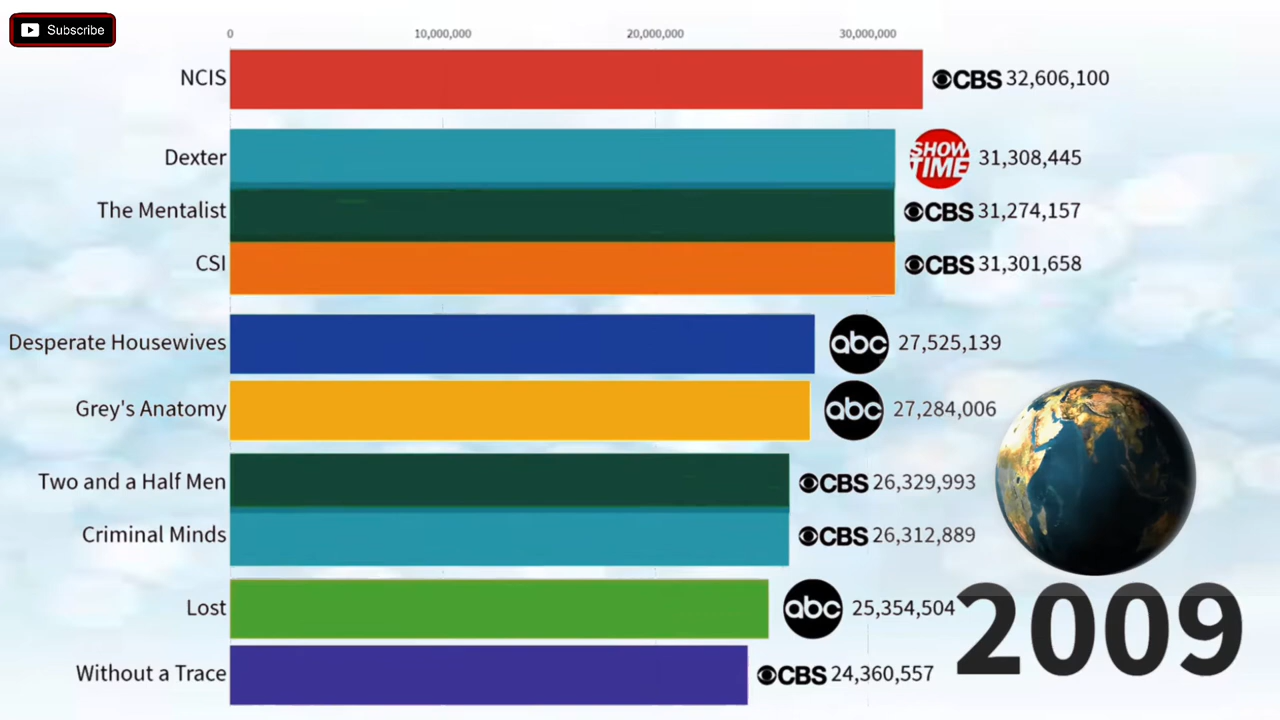 Subscribe
0 10,000,000 20,000,000 30,000,000
NCIS CBS 32,606,100
Dexter SHOW TIME 31,308,445
The Mentalist CBS 31,274,157
CSI CBS 31,301,658
Desperate Housewives abc 27,525,139
Grey's Anatomy abc 27,284,006
Two and a Half Men CBS 26,329,993
Criminal Minds CBS 26,312,889
Lost abc 25,354,504
Without a Trace CBS 24,360,557
2009